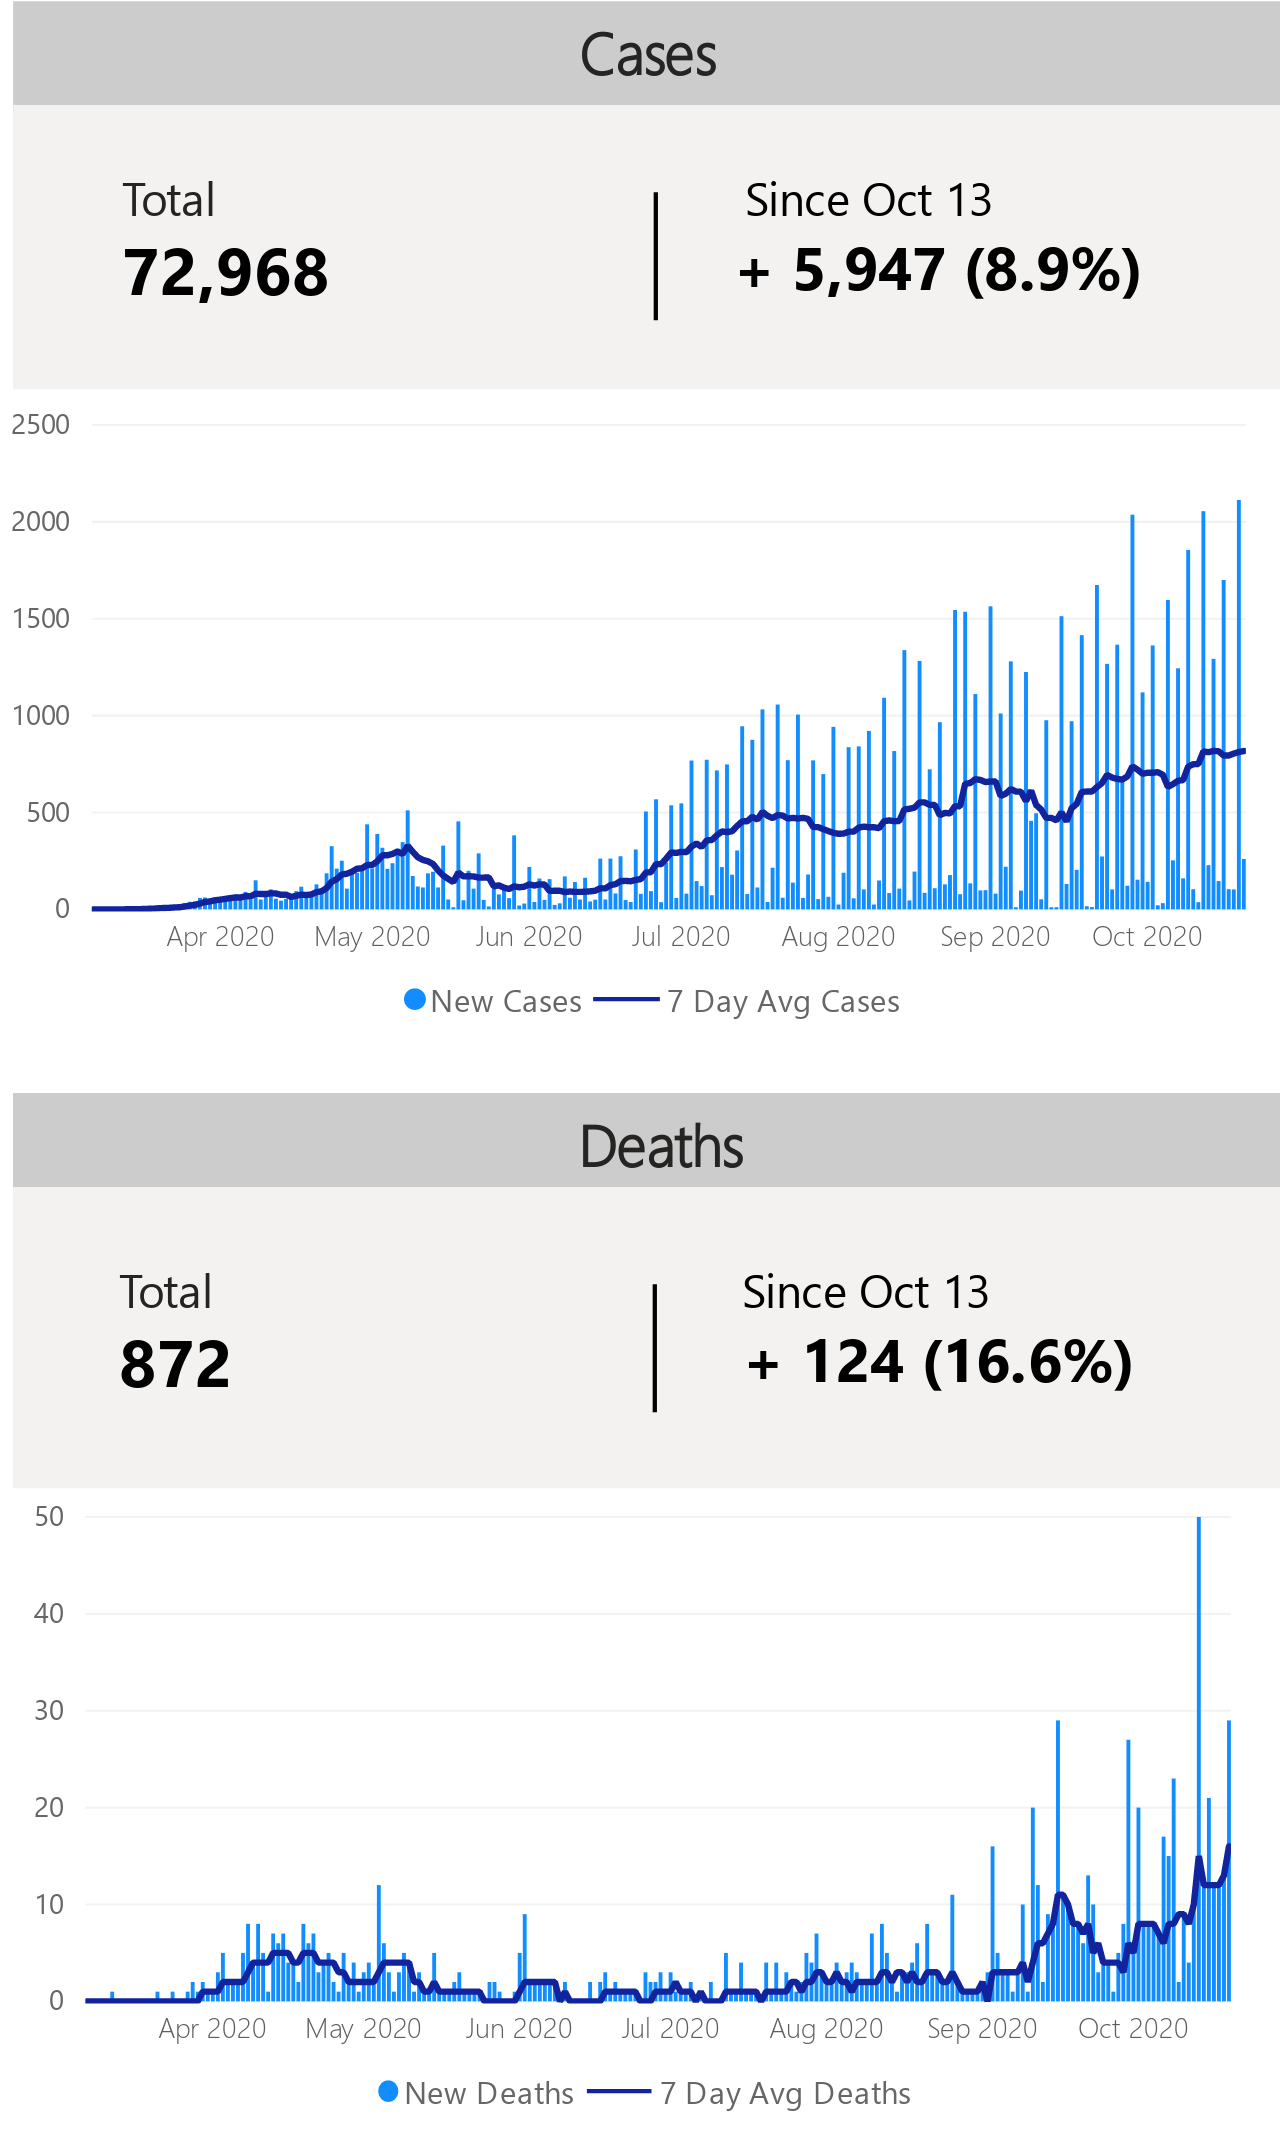 Cases
Total
Since Oct 13
72,968
+ 5,947 (8.9%)
2500
2000
1500
1000
500
0
Apr 2020 May 2020 Jun 2020 Jul 2020 Aug 2020 Sep 2020 Oct 2020
New Cases 7 Day Avg Cases
Deaths
Total
Since Oct 13
872
+ 124 (16.6%)
50
40
30
20
10
0
Apr 2020 May 2020 Jun 2020 Jul 2020 Aug 2020 Sep 2020 Oct 2020
New Deaths 7 Day Avg Deaths